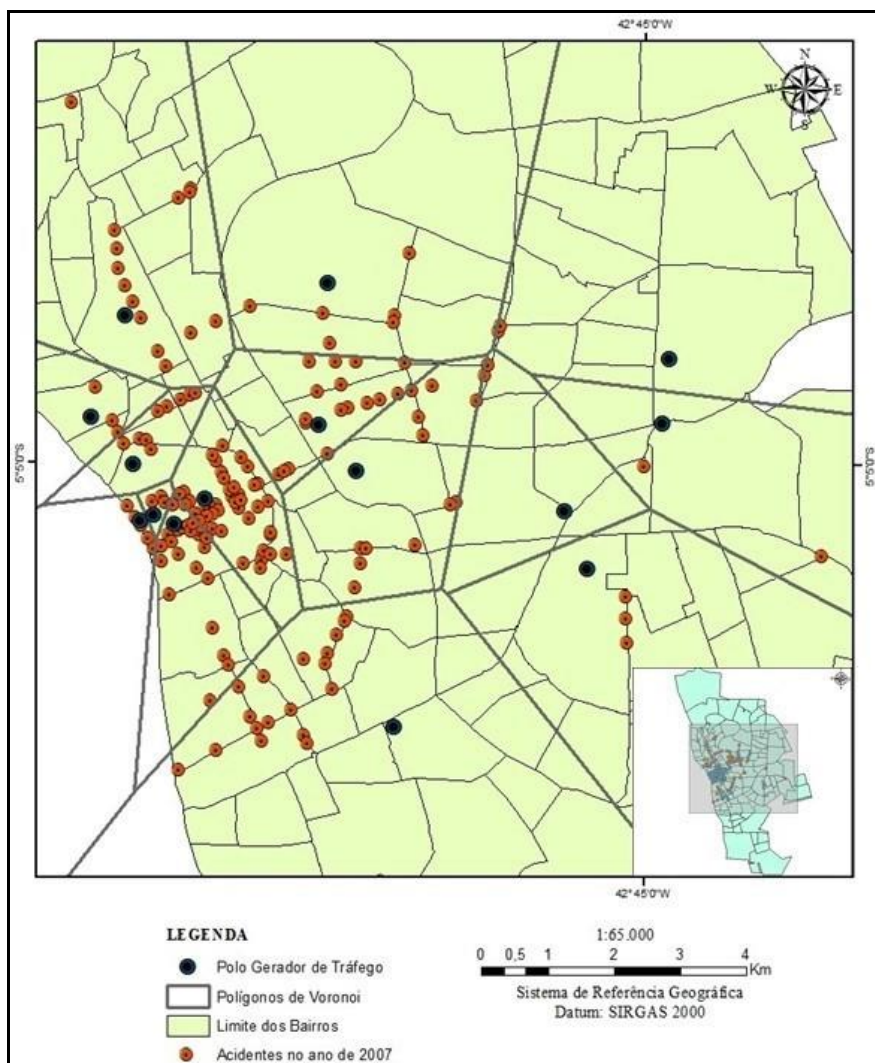 42°45'0"W
N
W
E
S
5°5'0"S
5°5'0"S
42°45'0"W
LEGENDA
Polo Gerador de Tráfego
Polígonos de Voronoi
Limite dos Bairros
Acidentes no ano de 2007
1:65.000
0 0,5 1 2 3 4
Km
Sistema de Referência Geográfica
Datum: SIRGAS 2000